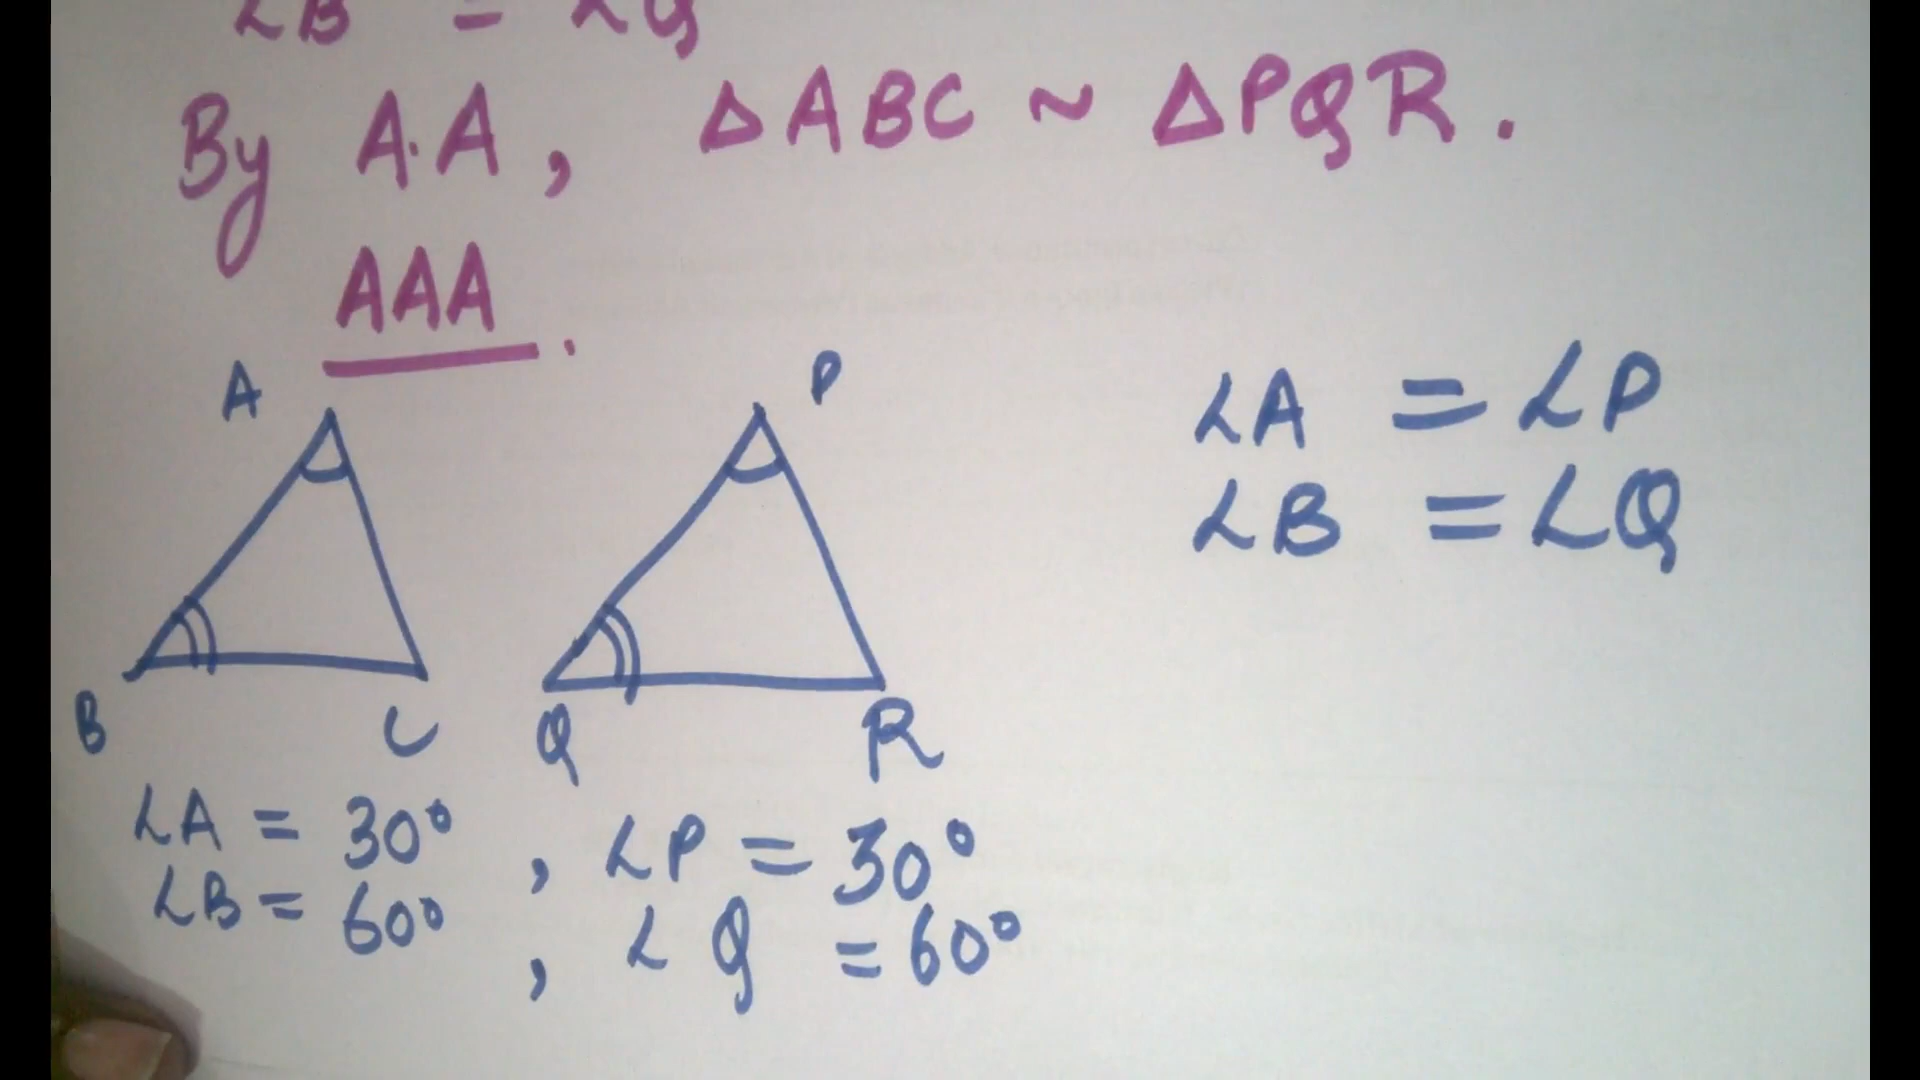 ∠B = ∠Q
By A.A, ΔABC ~ ΔPQR.
AAA.
A P
∠A = ∠P
∠B = ∠Q
B C Q R
∠A = 30° , ∠P = 30°
∠B = 60° , ∠Q = 60°